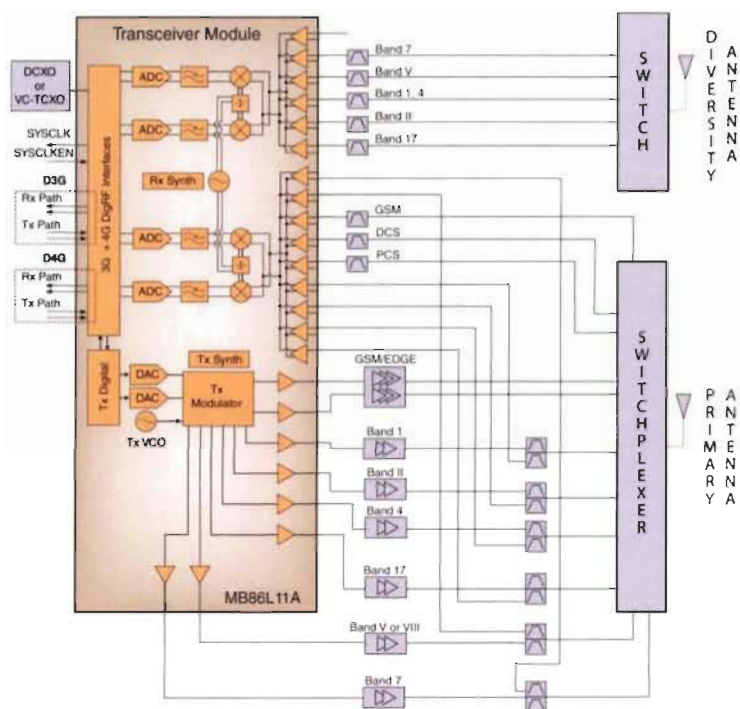 Transceiver Module
DCXO
or
VC-TCXO
SYSCLK
SYSCLKEN
D3G
Rx Path
Tx Path
D4G
Rx Path
Tx Path
3G + 4G DigRF Interfaces
ADC
ADC
Rx Synth
ADC
ADC
Tx Digital
DAC
DAC
Tx Synth
Tx
Modulator
Tx VCO
MB86L11A
Band 7
Band V
Band 1, 4
Band II
Band 17
GSM
DCS
PCS
GSM/EDGE
Band 1
Band II
Band 4
Band 17
Band V or VIII
Band 7
SWITCH
DIVERSITY
ANTENNA
SWITCHPLEXER
PRIMARY
ANTENNA